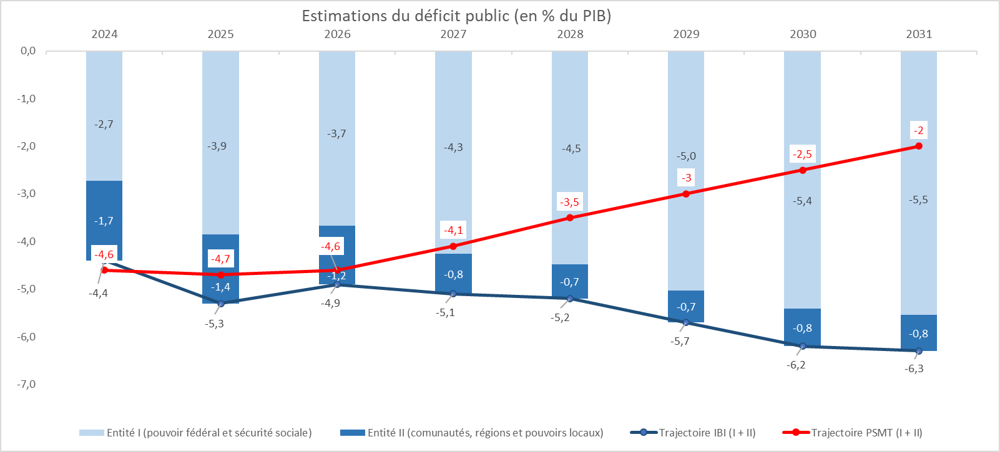 Estimations du déficit public (en % du PIB)
2024 2025 2026 2027 2028 2029 2030 2031
0,0
-1,0
-2,0
-3,0
-4,0
-5,0
-6,0
-7,0
-2,7 -3,9 -3,7 -4,3 -4,5 -5,0 -5,4 -5,5
-1,7 -1,4 -1,2 -0,8 -0,7 -0,7 -0,8 -0,8
-4,6 -4,7 -4,6 -4,1 -3,5 -3 -2,5 -2
-4,4 -5,3 -4,9 -5,1 -5,2 -5,7 -6,2 -6,3
Entité I (pouvoir fédéral et sécurité sociale) Entité II (comunautés, régions et pouvoirs locaux) Trajectoire IBI (I + II) Trajectoire PSMT (I + II)